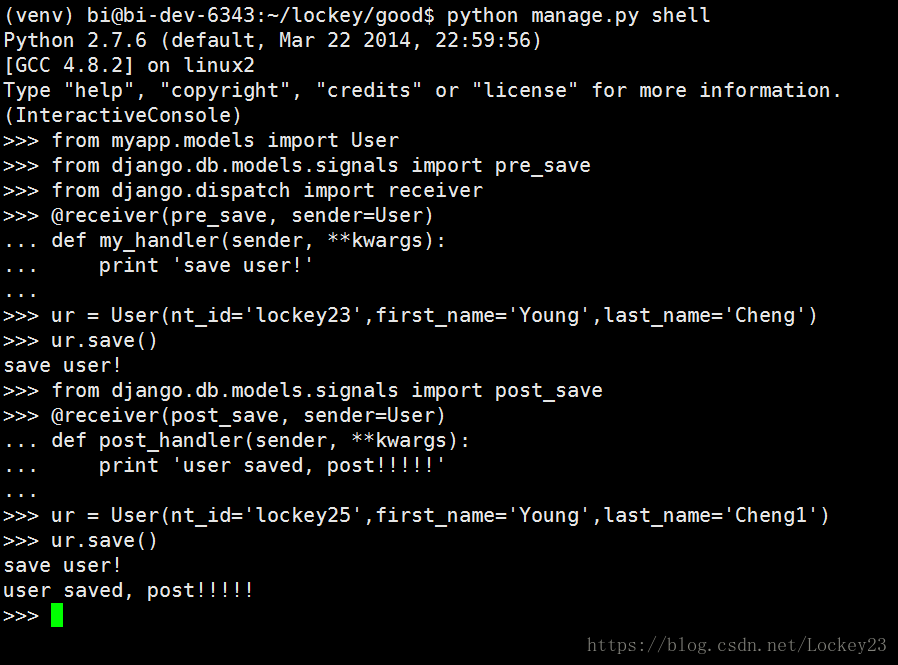 (venv) bi@bi-dev-6343:~/lockey/good$ python manage.py shell
Python 2.7.6 (default, Mar 22 2014, 22:59:56)
[GCC 4.8.2] on linux2
Type "help", "copyright", "credits" or "license" for more information.
(InteractiveConsole)
>>> from myapp.models import User
>>> from django.db.models.signals import pre_save
>>> from django.dispatch import receiver
>>> @receiver(pre_save, sender=User)
... def my_handler(sender, **kwargs):
...     print 'save user!'
...
>>> ur = User(nt_id='lockey23',first_name='Young',last_name='Cheng')
>>> ur.save()
save user!
>>> from django.db.models.signals import post_save
>>> @receiver(post_save, sender=User)
... def post_handler(sender, **kwargs):
...     print 'user saved, post!!!!!'
...
>>> ur = User(nt_id='lockey25',first_name='Young',last_name='Cheng1')
>>> ur.save()
save user!
user saved, post!!!!!
>>>
https://blog.csdn.net/Lockey23